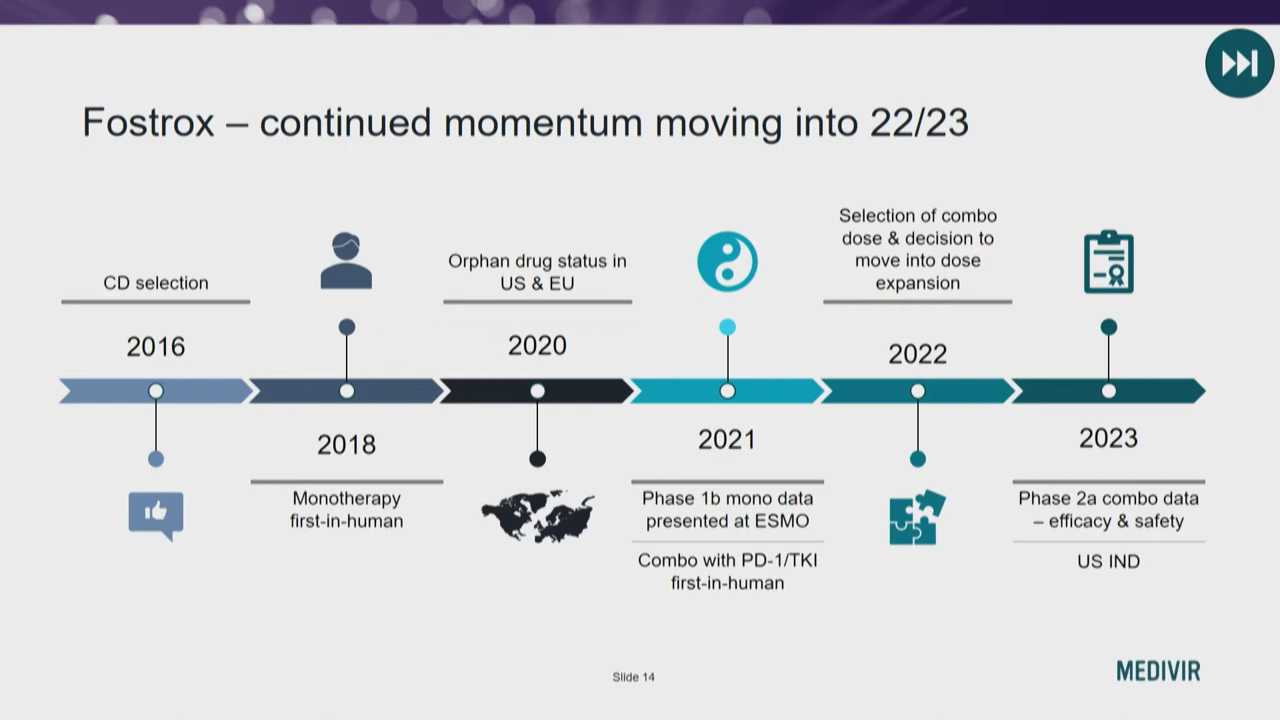 Fostrox – continued momentum moving into 22/23
CD selection
2016
2018
Monotherapy
first-in-human
Orphan drug status in
US & EU
2020
2021
Phase 1b mono data
presented at ESMO
Combo with PD-1/TKI
first-in-human
Selection of combo
dose & decision to
move into dose
expansion
2022
2023
Phase 2a combo data
– efficacy & safety
US IND
Slide 14
MEDIVIR